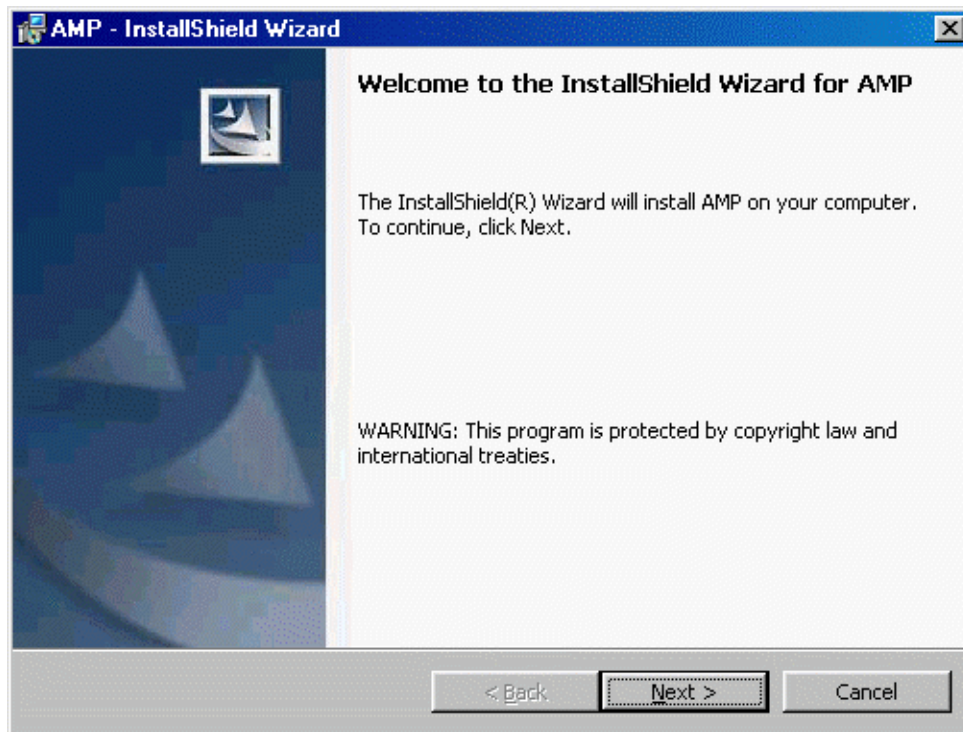 AMP - InstallShield Wizard
Welcome to the InstallShield Wizard for AMP
The InstallShield(R) Wizard will install AMP on your computer.
To continue, click Next.
WARNING: This program is protected by copyright law and
international treaties.
< Back
Next >
Cancel